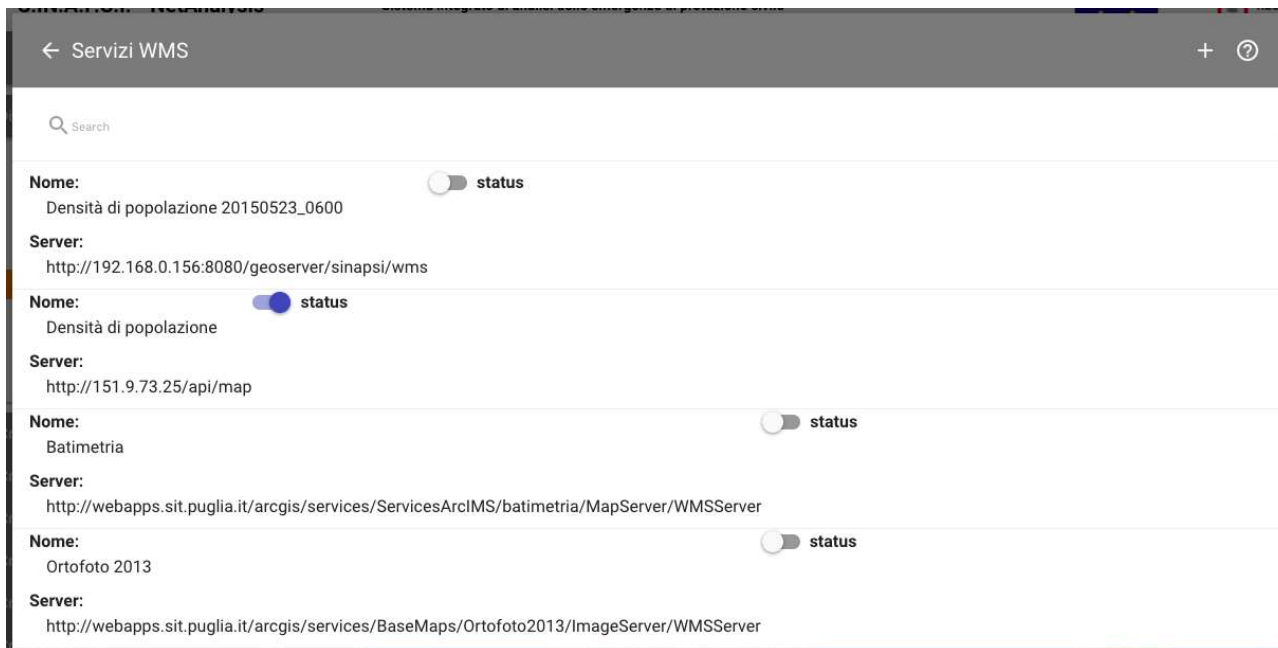 ← Servizi WMS
Search
Nome: status
Densità di popolazione 20150523_0600
Server:
http://192.168.0.156:8080/geoserver/sinapsi/wms
Nome: status
Densità di popolazione
Server:
http://151.9.73.25/api/map
Nome: status
Batimetria
Server:
http://webapps.sit.puglia.it/arcgis/services/ServicesArcIMS/batimetria/MapServer/WMSServer
Nome: status
Ortofoto 2013
Server:
http://webapps.sit.puglia.it/arcgis/services/BaseMaps/Ortofoto2013/ImageServer/WMSServer